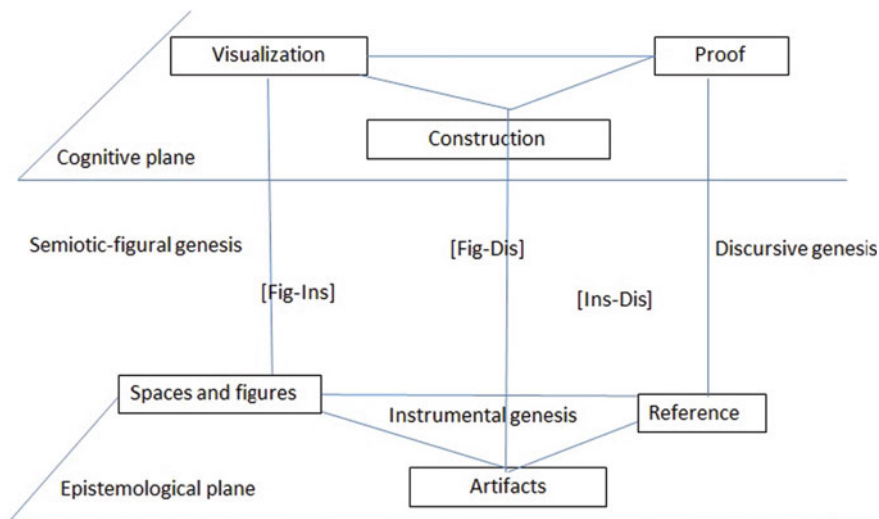 Visualization
Proof
Construction
Cognitive plane
Semiotic-figural genesis
[Fig-Dis]
Discursive genesis
[Fig-Ins]
[Ins-Dis]
Spaces and figures
Instrumental genesis
Reference
Artifacts
Epistemological plane